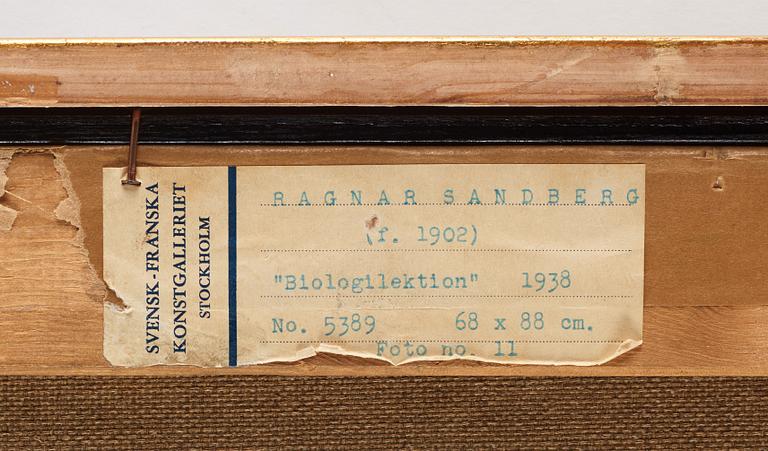 SVENSK-FRANSKA
KONSTGALLERIET
STOCKHOLM
RAGNAR SANDBERG
(f. 1902)
"Biologilektion" 1938
No. 5389 68 x 88 cm.
Foto no. 11